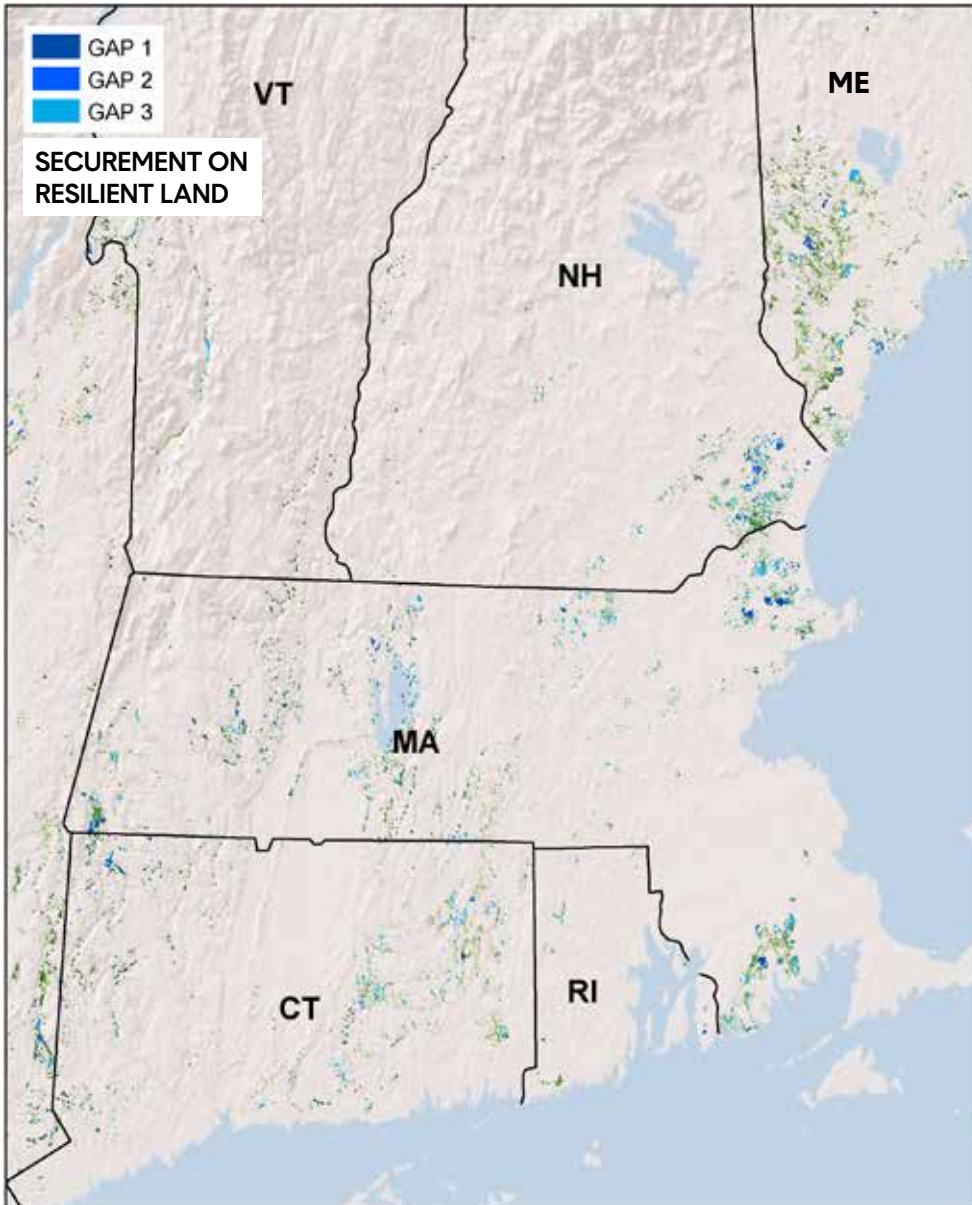 GAP 1
GAP 2
GAP 3
SECUREMENT ON
RESILIENT LAND
VT
ME
NH
MA
CT
RI